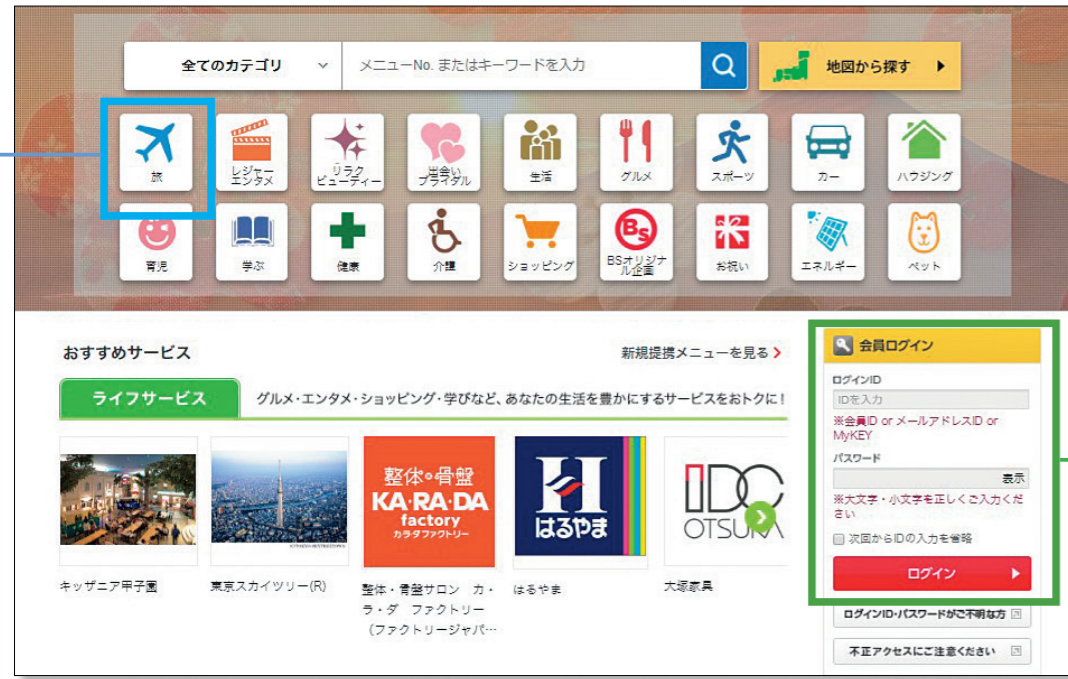 全てのカテゴリ
メニューNo. またはキーワードを入力
地図から探す
旅
レジャー
エンタメ
リラク
ビューティー
出会い
ブライダル
生活
グルメ
スポーツ
カー
ハウジング
育児
学ぶ
健康
介護
ショッピング
BS
BSオリジナ
ル企画
お祝い
エネルギー
ペット
おすすめサービス
新規提携メニューを見る
ライフサービス
グルメ・エンタメ・ショッピング・学びなど、あなたの生活を豊かにするサービスをおトクに!
整体・骨盤
KA・RA・DA
factory
カラダファクトリー
はるやま
IDC
OTSUKA
キッザニア甲子園
東京スカイツリー(R)
整体・骨盤サロン カ・
ラ・ダ ファクトリー
(ファクトリージャパ…
はるやま
大塚家具
会員ログイン
ログインID
IDを入力
※会員ID or メールアドレスID or
MyKEY
パスワード
表示
※大文字・小文字を正しくご入力くだ
さい
次回からIDの入力を省略
ログイン
ログインID・パスワードがご不明な方
不正アクセスにご注意ください